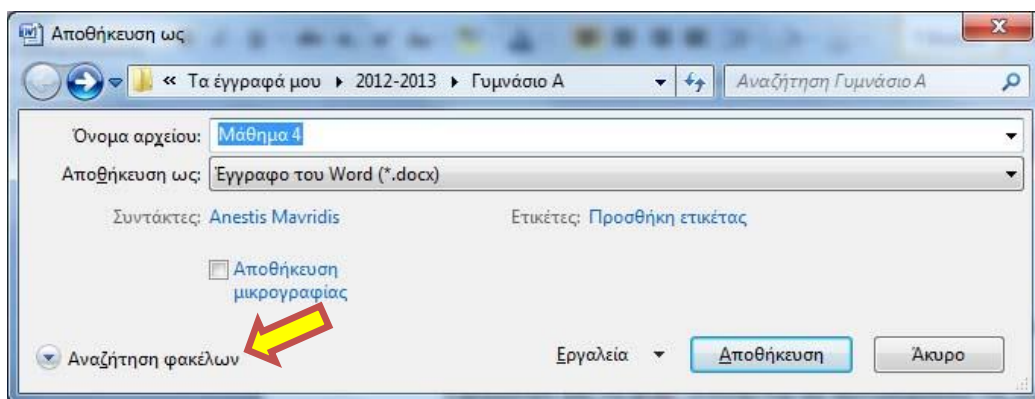 Αποθήκευση ως
« Τα έγγραφά μου 2012-2013 Γυμνάσιο Α Αναζήτηση Γυμνάσιο Α
Όνομα αρχείου: Μάθημα 4
Αποθήκευση ως: Έγγραφο του Word (*.docx)
Συντάκτες: Anestis Mavridis Ετικέτες: Προσθήκη ετικέτας
Αποθήκευση
μικρογραφίας
Αναζήτηση φακέλων Εργαλεία Αποθήκευση Άκυρο